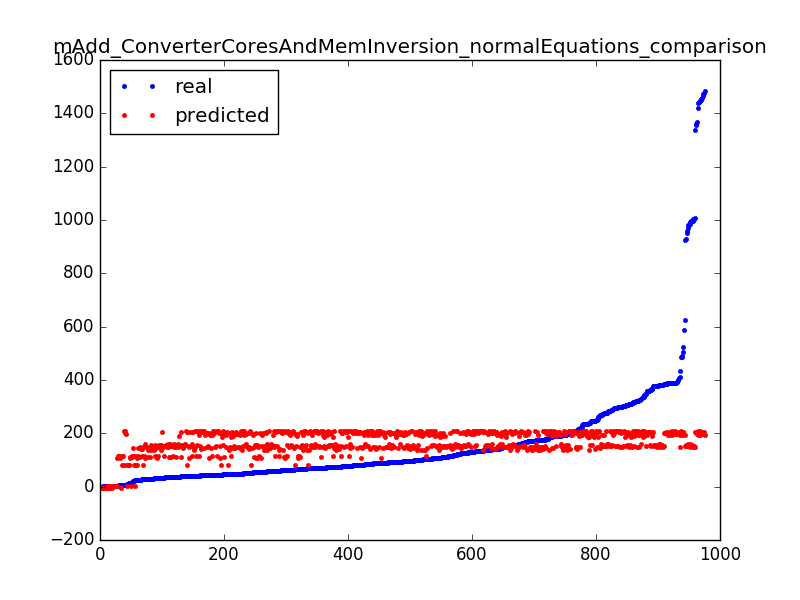 mAdd_ConverterCoresAndMemInversion_normalEquations_comparison
1600
1400
1200
1000
800
600
400
200
0
−200
real
predicted
0 200 400 600 800 1000